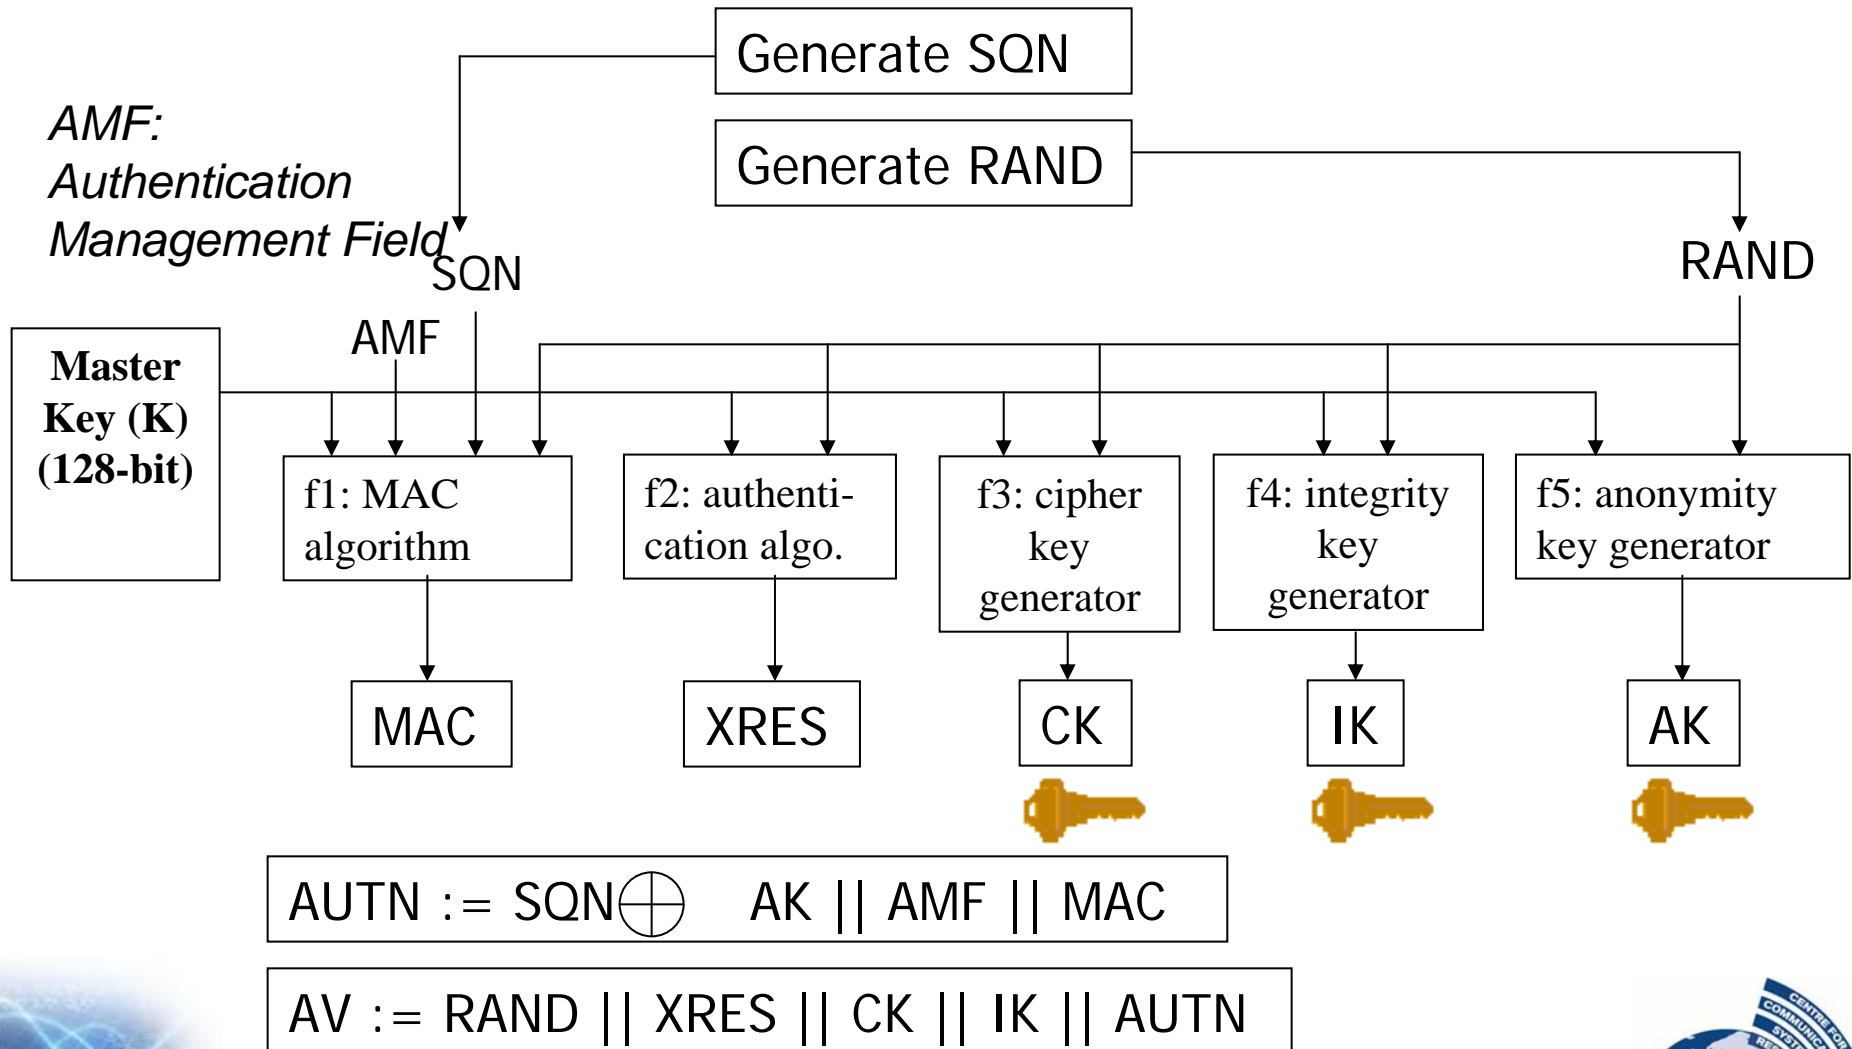 Generate SQN
AMF:
Authentication
Management Field
Generate RAND
SQN
RAND
AMF
Master
Key (K)
(128-bit)
f1: MAC
algorithm
f2: authenti-
cation algo.
f3: cipher
key
generator
f4: integrity
key
generator
f5: anonymity
key generator
MAC
XRES
CK
IK
AK
AUTN := SQN⊕ AK || AMF || MAC
AV := RAND || XRES || CK || IK || AUTN
CENTRE FOR